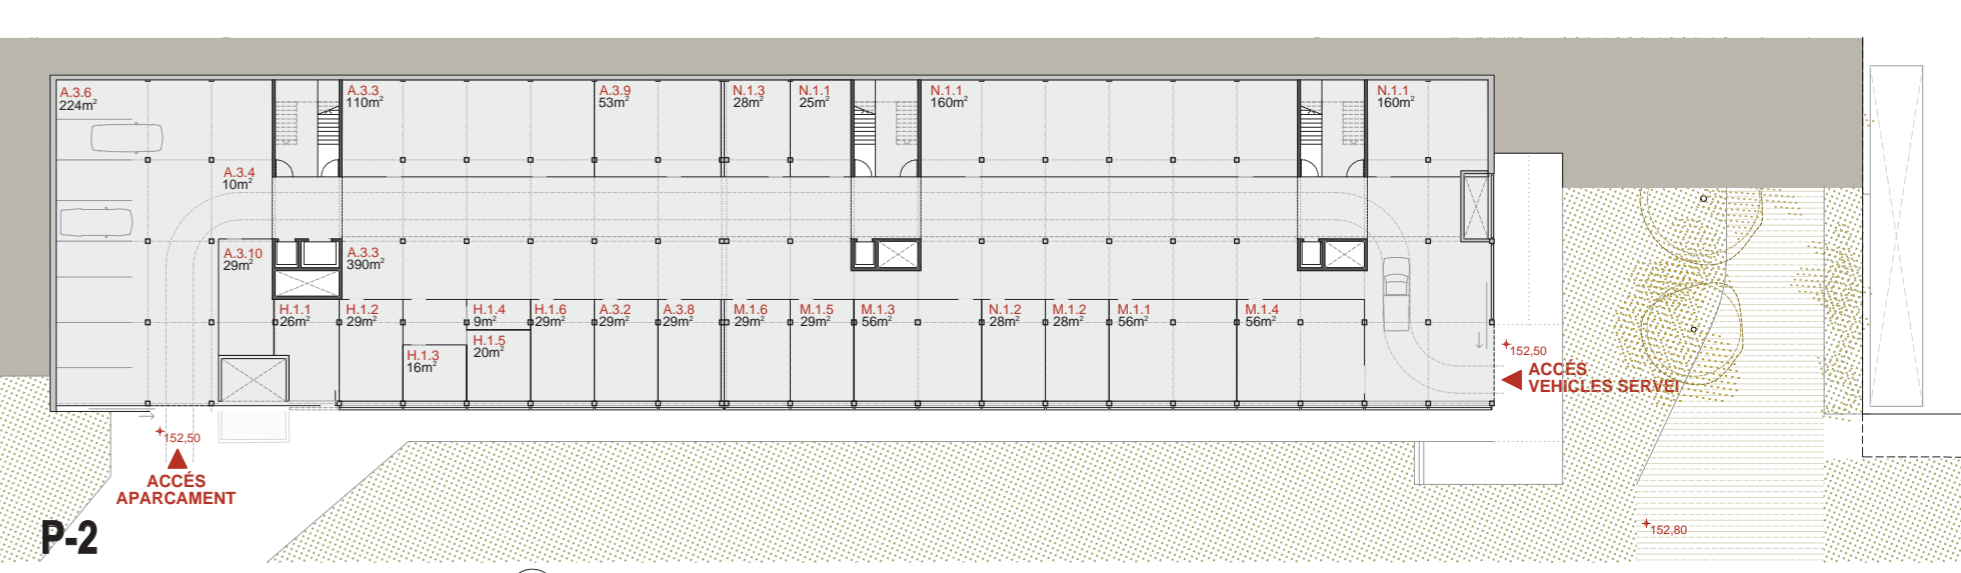 A.3.6
224m²
A.3.3
110m²
A.3.9
53m²
N.1.3
28m²
N.1.1
25m²
N.1.1
160m²
N.1.1
160m²
A.3.4
10m²
A.3.10
29m²
A.3.3
390m²
H.1.1
26m²
H.1.2
29m²
H.1.4
9m²
H.1.6
29m²
A.3.2
29m²
A.3.8
29m²
M.1.6
29m²
M.1.5
29m²
M.1.3
56m²
N.1.2
28m²
M.1.2
28m²
M.1.1
56m²
M.1.4
56m²
H.1.5
20m²
H.1.3
16m²
152,50
ACCÉS
VEHICLES SERVEI
152,50
ACCÉS
APARCAMENT
P-2
152,80